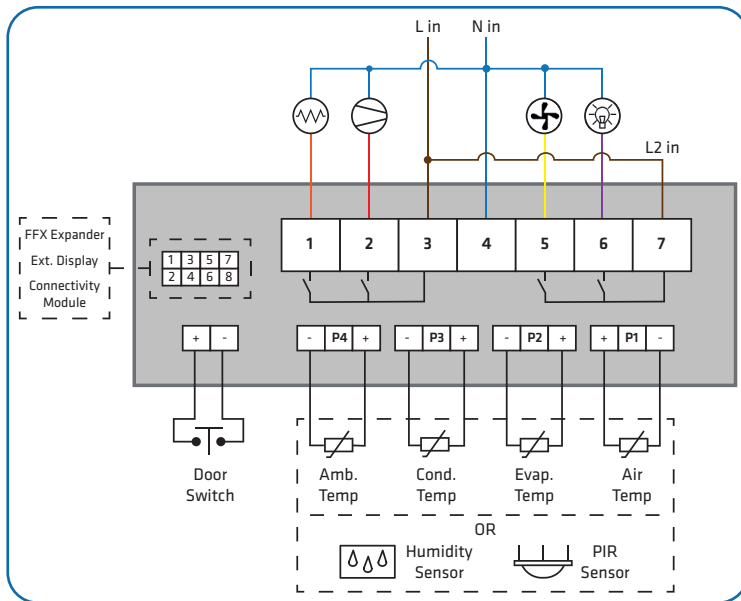 L in N in
L2 in
1 2 3 4 5 6 7
FFX Expander
Ext. Display
Connectivity
Module
1 3 5 7
2 4 6 8
+ -
- P4 +
- P3 +
- P2 +
+ P1 -
Door
Switch
Amb.
Temp
Cond.
Temp
Evap.
Temp
Air
Temp
OR
Humidity
Sensor
PIR
Sensor